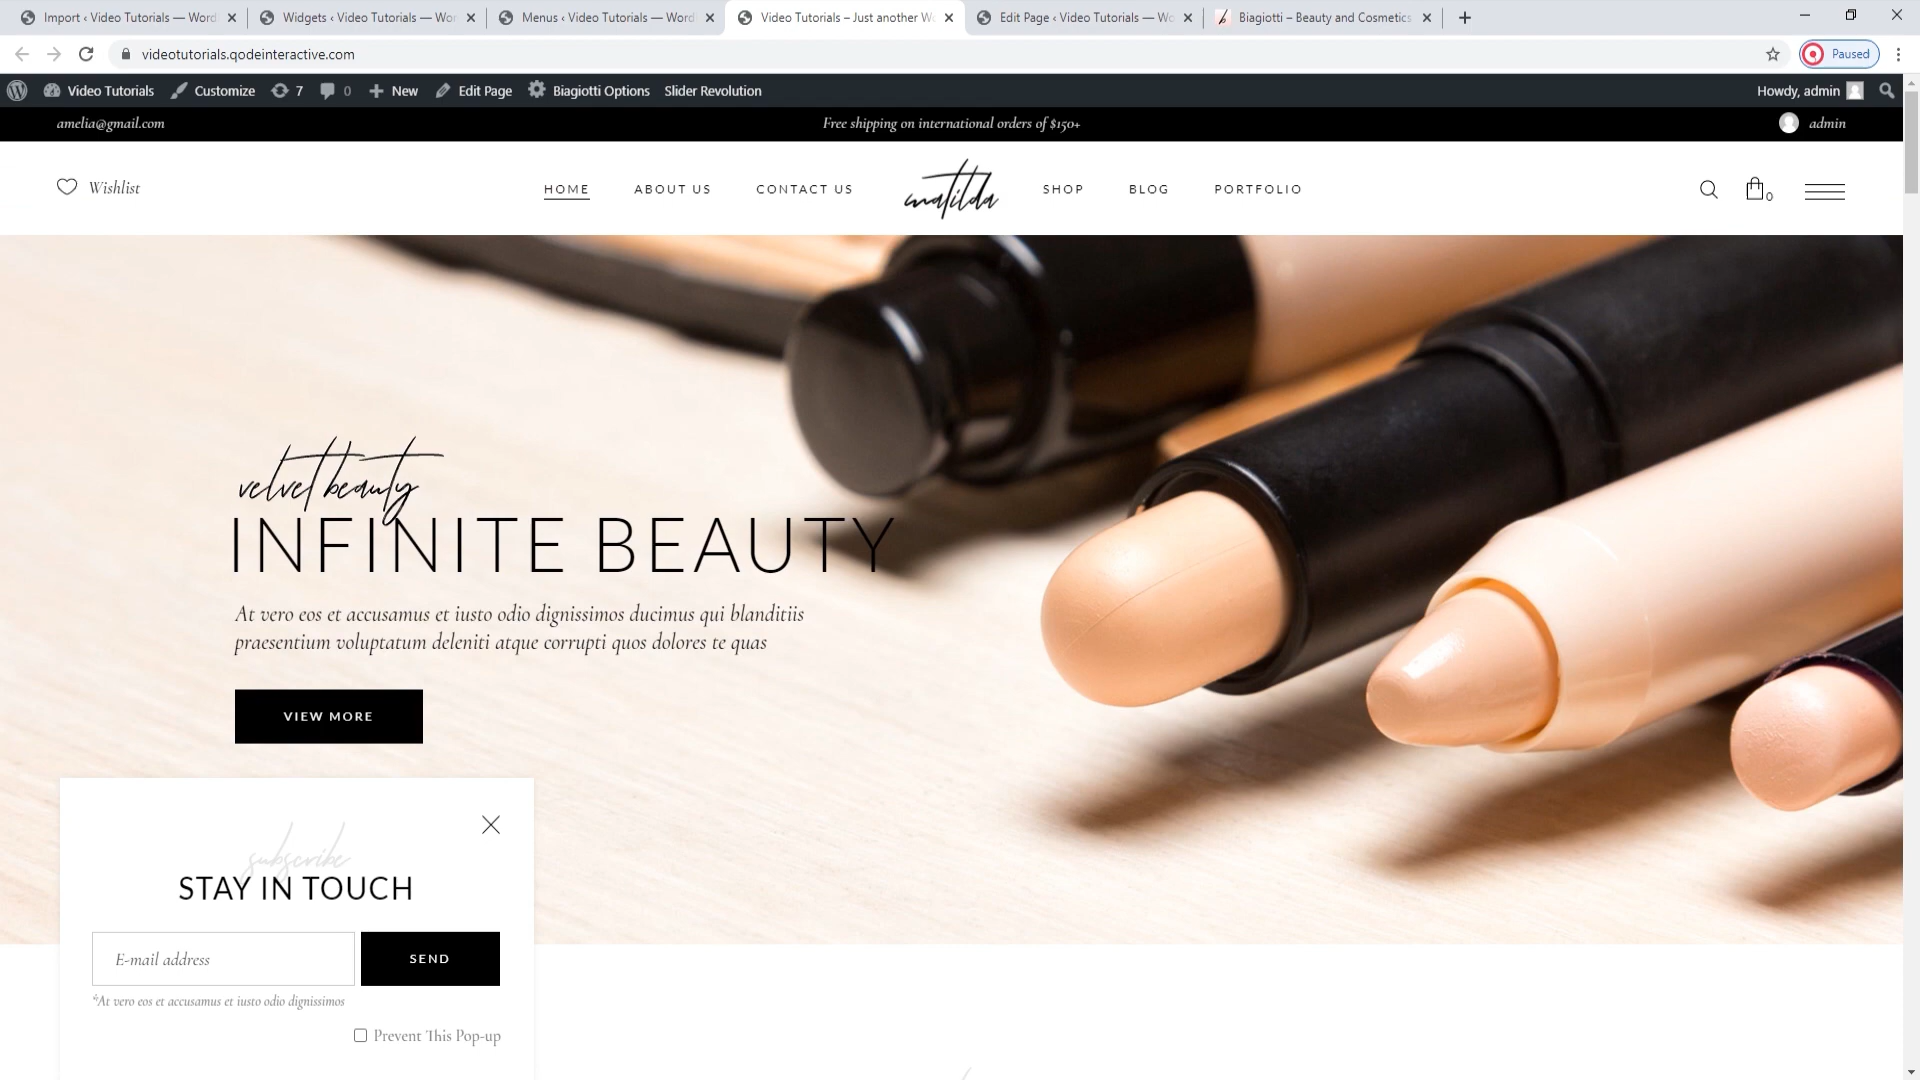 Import ‹ Video Tutorials — Word
Widgets ‹ Video Tutorials — Wor
Menus ‹ Video Tutorials — Word
Video Tutorials – Just another W
Edit Page ‹ Video Tutorials — Wo
Biagiotti – Beauty and Cosmetics
videotutorials.qodeinteractive.com
Paused
Video Tutorials
Customize
7
0
New
Edit Page
Biagiotti Options
Slider Revolution
Howdy, admin
amelia@gmail.com
Free shipping on international orders of $150+
admin
Wishlist
HOME
ABOUT US
CONTACT US
matilda
SHOP
BLOG
PORTFOLIO
0
velvet beauty
INFINITE BEAUTY
At vero eos et accusamus et iusto odio dignissimos ducimus qui blanditiis
praesentium voluptatum deleniti atque corrupti quos dolores te quas
VIEW MORE
subscribe
STAY IN TOUCH
E-mail address
SEND
*At vero eos et accusamus et iusto odio dignissimos
Prevent This Pop-up